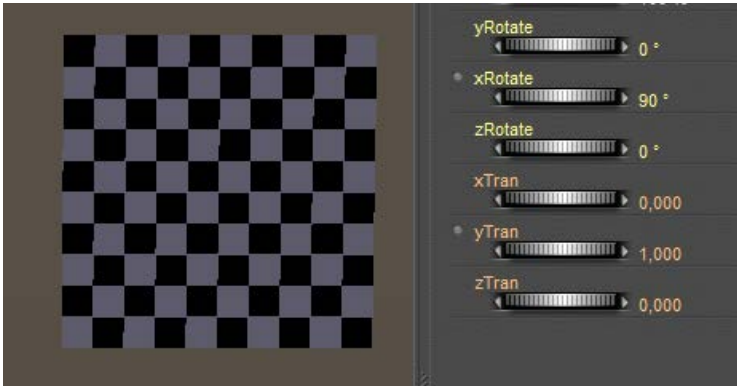 yRotate
0 °
xRotate
90 °
zRotate
0 °
xTran
0,000
yTran
1,000
zTran
0,000